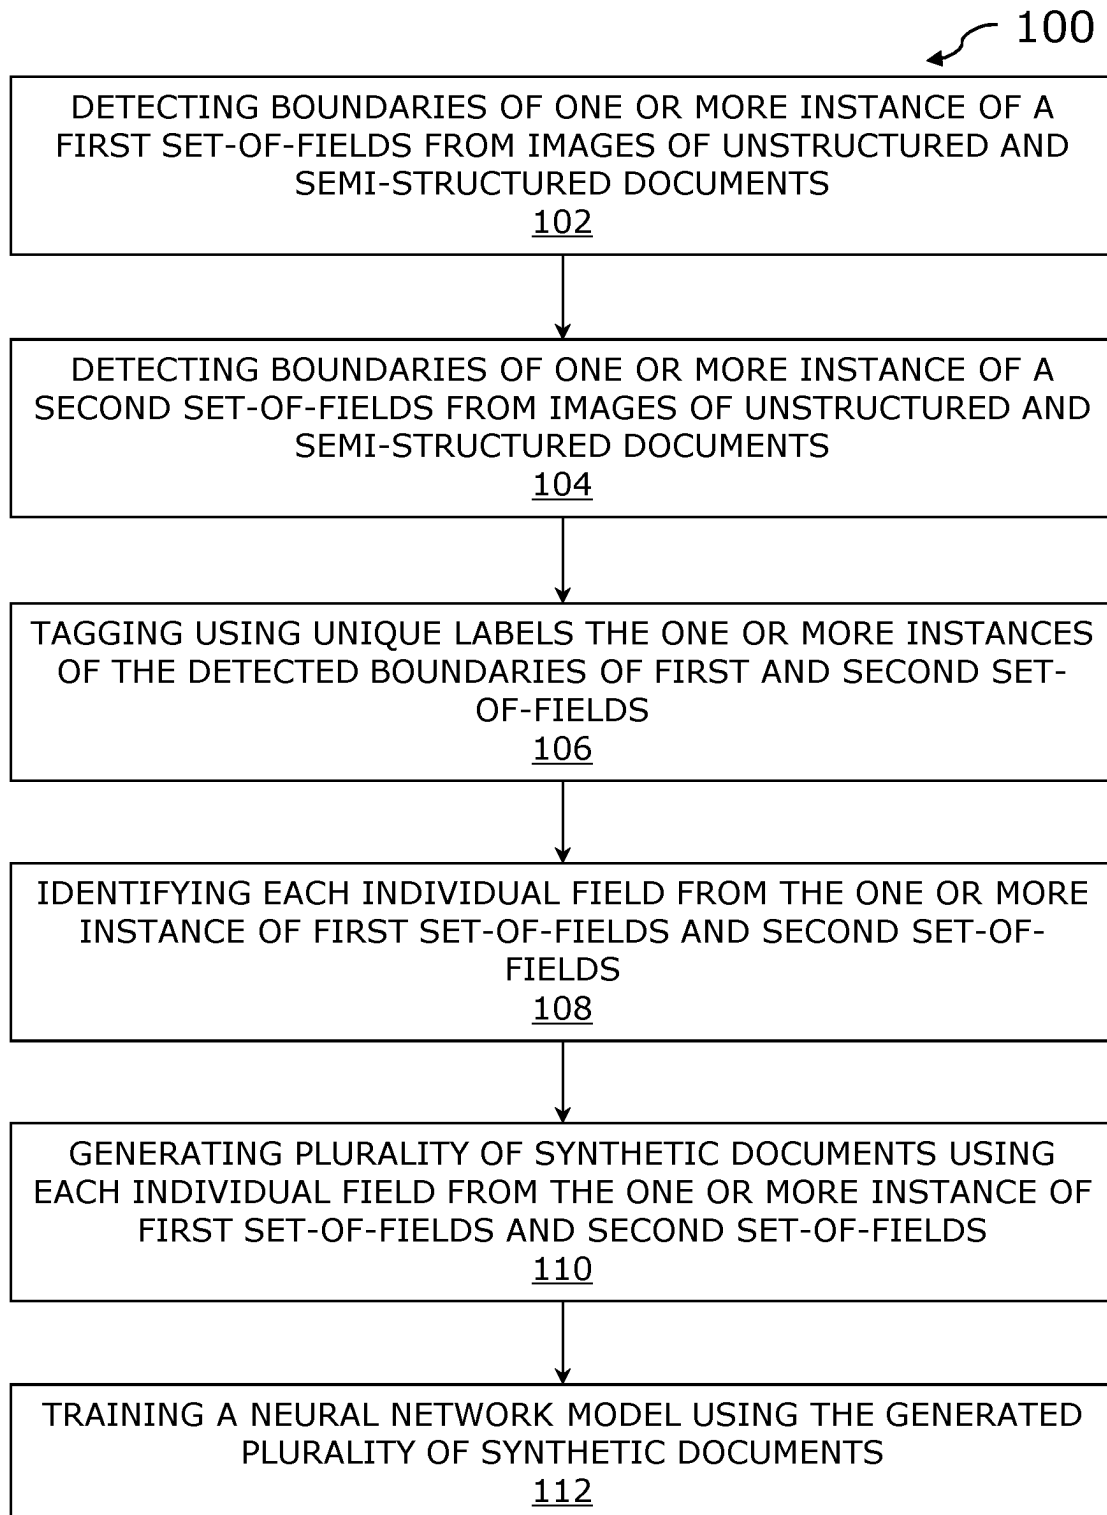 100
DETECTING BOUNDARIES OF ONE OR MORE INSTANCE OF A
FIRST SET-OF-FIELDS FROM IMAGES OF UNSTRUCTURED AND
SEMI-STRUCTURED DOCUMENTS
102
DETECTING BOUNDARIES OF ONE OR MORE INSTANCE OF A
SECOND SET-OF-FIELDS FROM IMAGES OF UNSTRUCTURED AND
SEMI-STRUCTURED DOCUMENTS
104
TAGGING USING UNIQUE LABELS THE ONE OR MORE INSTANCES
OF THE DETECTED BOUNDARIES OF FIRST AND SECOND SET-
OF-FIELDS
106
IDENTIFYING EACH INDIVIDUAL FIELD FROM THE ONE OR MORE
INSTANCE OF FIRST SET-OF-FIELDS AND SECOND SET-OF-
FIELDS
108
GENERATING PLURALITY OF SYNTHETIC DOCUMENTS USING
EACH INDIVIDUAL FIELD FROM THE ONE OR MORE INSTANCE OF
FIRST SET-OF-FIELDS AND SECOND SET-OF-FIELDS
110
TRAINING A NEURAL NETWORK MODEL USING THE GENERATED
PLURALITY OF SYNTHETIC DOCUMENTS
112